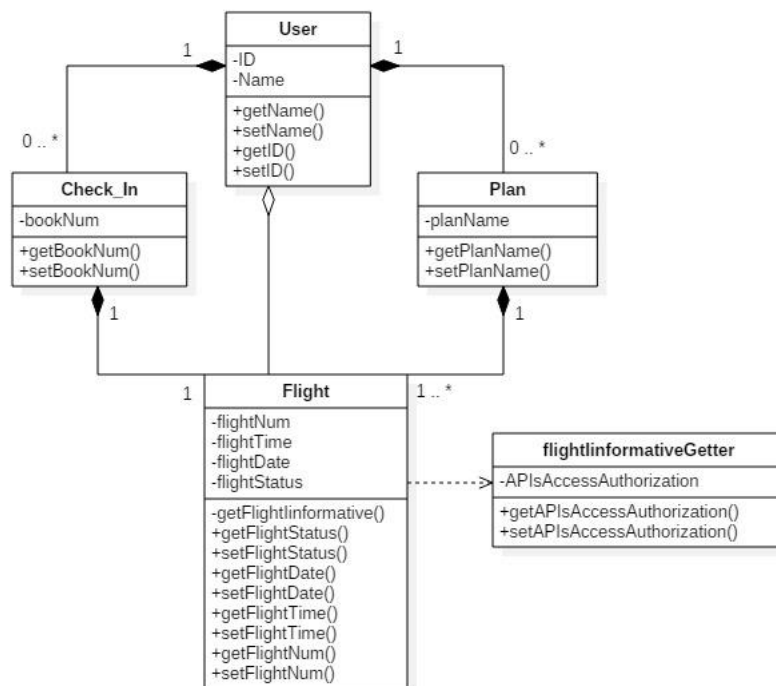 User
-ID
-Name
+getName()
+setName()
+getID()
+setID()
1
1
0 .. *
0 .. *
Check_In
-bookNum
+getBookNum()
+setBookNum()
Plan
-planName
+getPlanName()
+setPlanName()
1
1
1
1 .. *
Flight
-flightNum
-flightTime
-flightDate
-flightStatus
-getFlightIinformative()
+getFlightStatus()
+setFlightStatus()
+getFlightDate()
+setFlightDate()
+getFlightTime()
+setFlightTime()
+getFlightNum()
+setFlightNum()
flightIinformativeGetter
-APIsAccessAuthorization
+getAPIsAccessAuthorization()
+setAPIsAccessAuthorization()